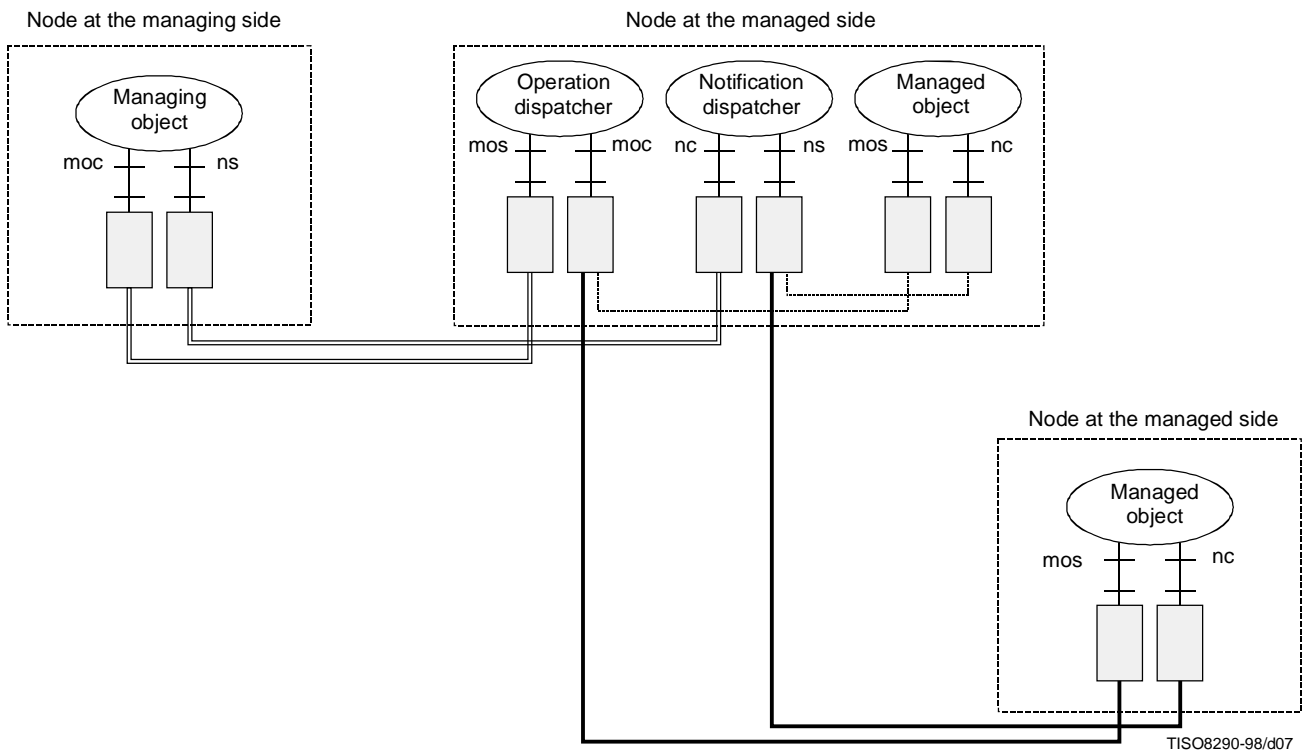 Node at the managing side
Node at the managed side
Managing
object
Operation
dispatcher
Notification
dispatcher
Managed
object
moc
ns
mos
moc
nc
ns
mos
nc
Node at the managed side
Managed
object
mos
nc
TISO8290-98/d07